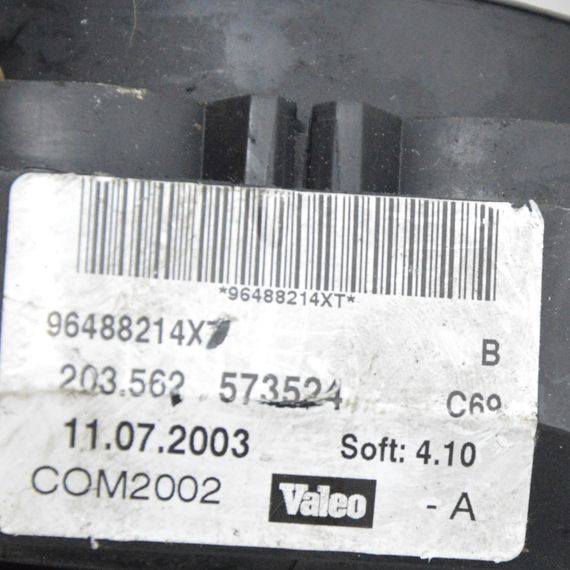 *96488214XT*
96488214XT
B
203.562 573524
C69
11.07.2003 Soft: 4.10
COM2002 Valeo - A